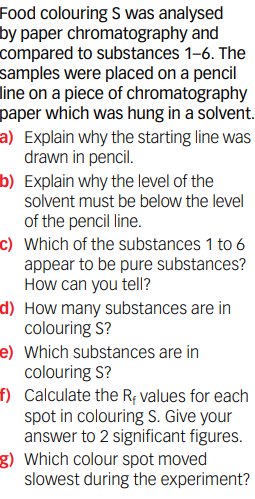 Food colouring S was analysed
by paper chromatography and
compared to substances 1–6. The
samples were placed on a pencil
line on a piece of chromatography
paper which was hung in a solvent.
a) Explain why the starting line was
drawn in pencil.
b) Explain why the level of the
solvent must be below the level
of the pencil line.
c) Which of the substances 1 to 6
appear to be pure substances?
How can you tell?
d) How many substances are in
colouring S?
e) Which substances are in
colouring S?
f) Calculate the Rf values for each
spot in colouring S. Give your
answer to 2 significant figures.
g) Which colour spot moved
slowest during the experiment?